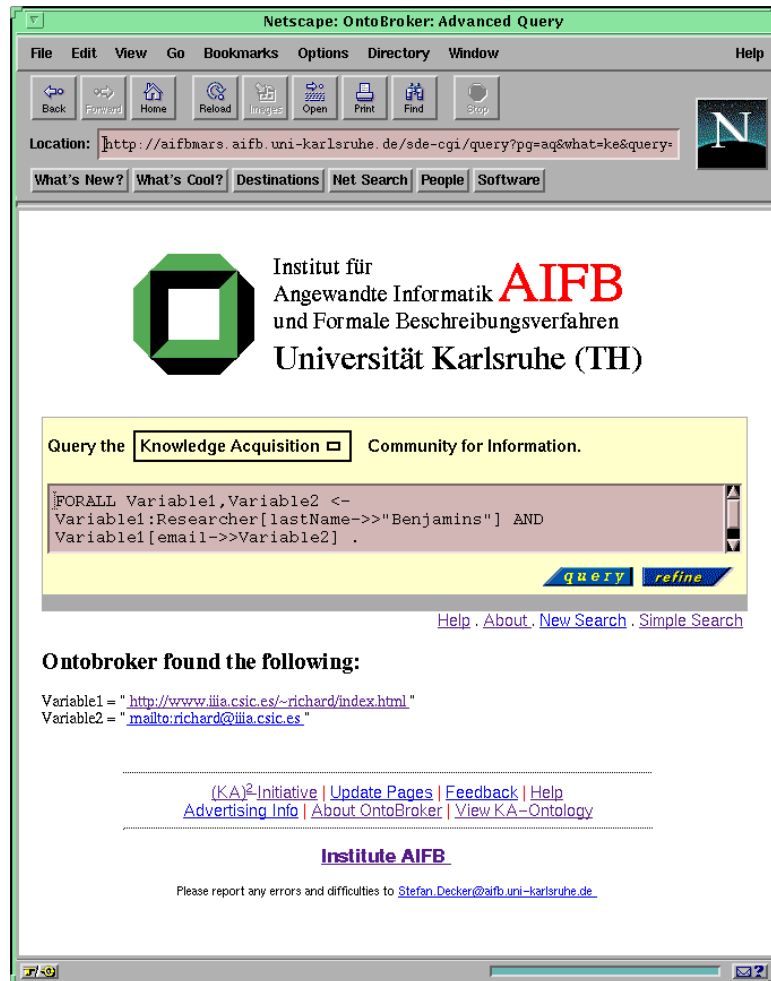 Netscape: OntoBroker: Advanced Query
File Edit View Go Bookmarks Options Directory Window Help
Back Forward Home Reload Images Open Print Find Stop
Location: http://aifbmars.aifb.uni-karlsruhe.de/sde-cgi/query?pg=aq&what=ke&query=
N
What's New? What's Cool? Destinations Net Search People Software
Institut für
Angewandte Informatik AIFB
und Formale Beschreibungsverfahren
Universität Karlsruhe (TH)
Query the Knowledge Acquisition Community for Information.
FORALL Variable1,Variable2 <-
Variable1:Researcher[lastName->>"Benjamins"] AND
Variable1[email->>Variable2] .
query refine
Help . About . New Search . Simple Search
Ontobroker found the following:
Variable1 = " http://www.iiia.csic.es/~richard/index.html "
Variable2 = " mailto:richard@iiia.csic.es "
(KA)2 Initiative | Update Pages | Feedback | Help
Advertising Info | About OntoBroker | View KA-Ontology
Institute AIFB
Please report any errors and difficulties to Stefan.Decker@aifb.uni-karlsruhe.de
?